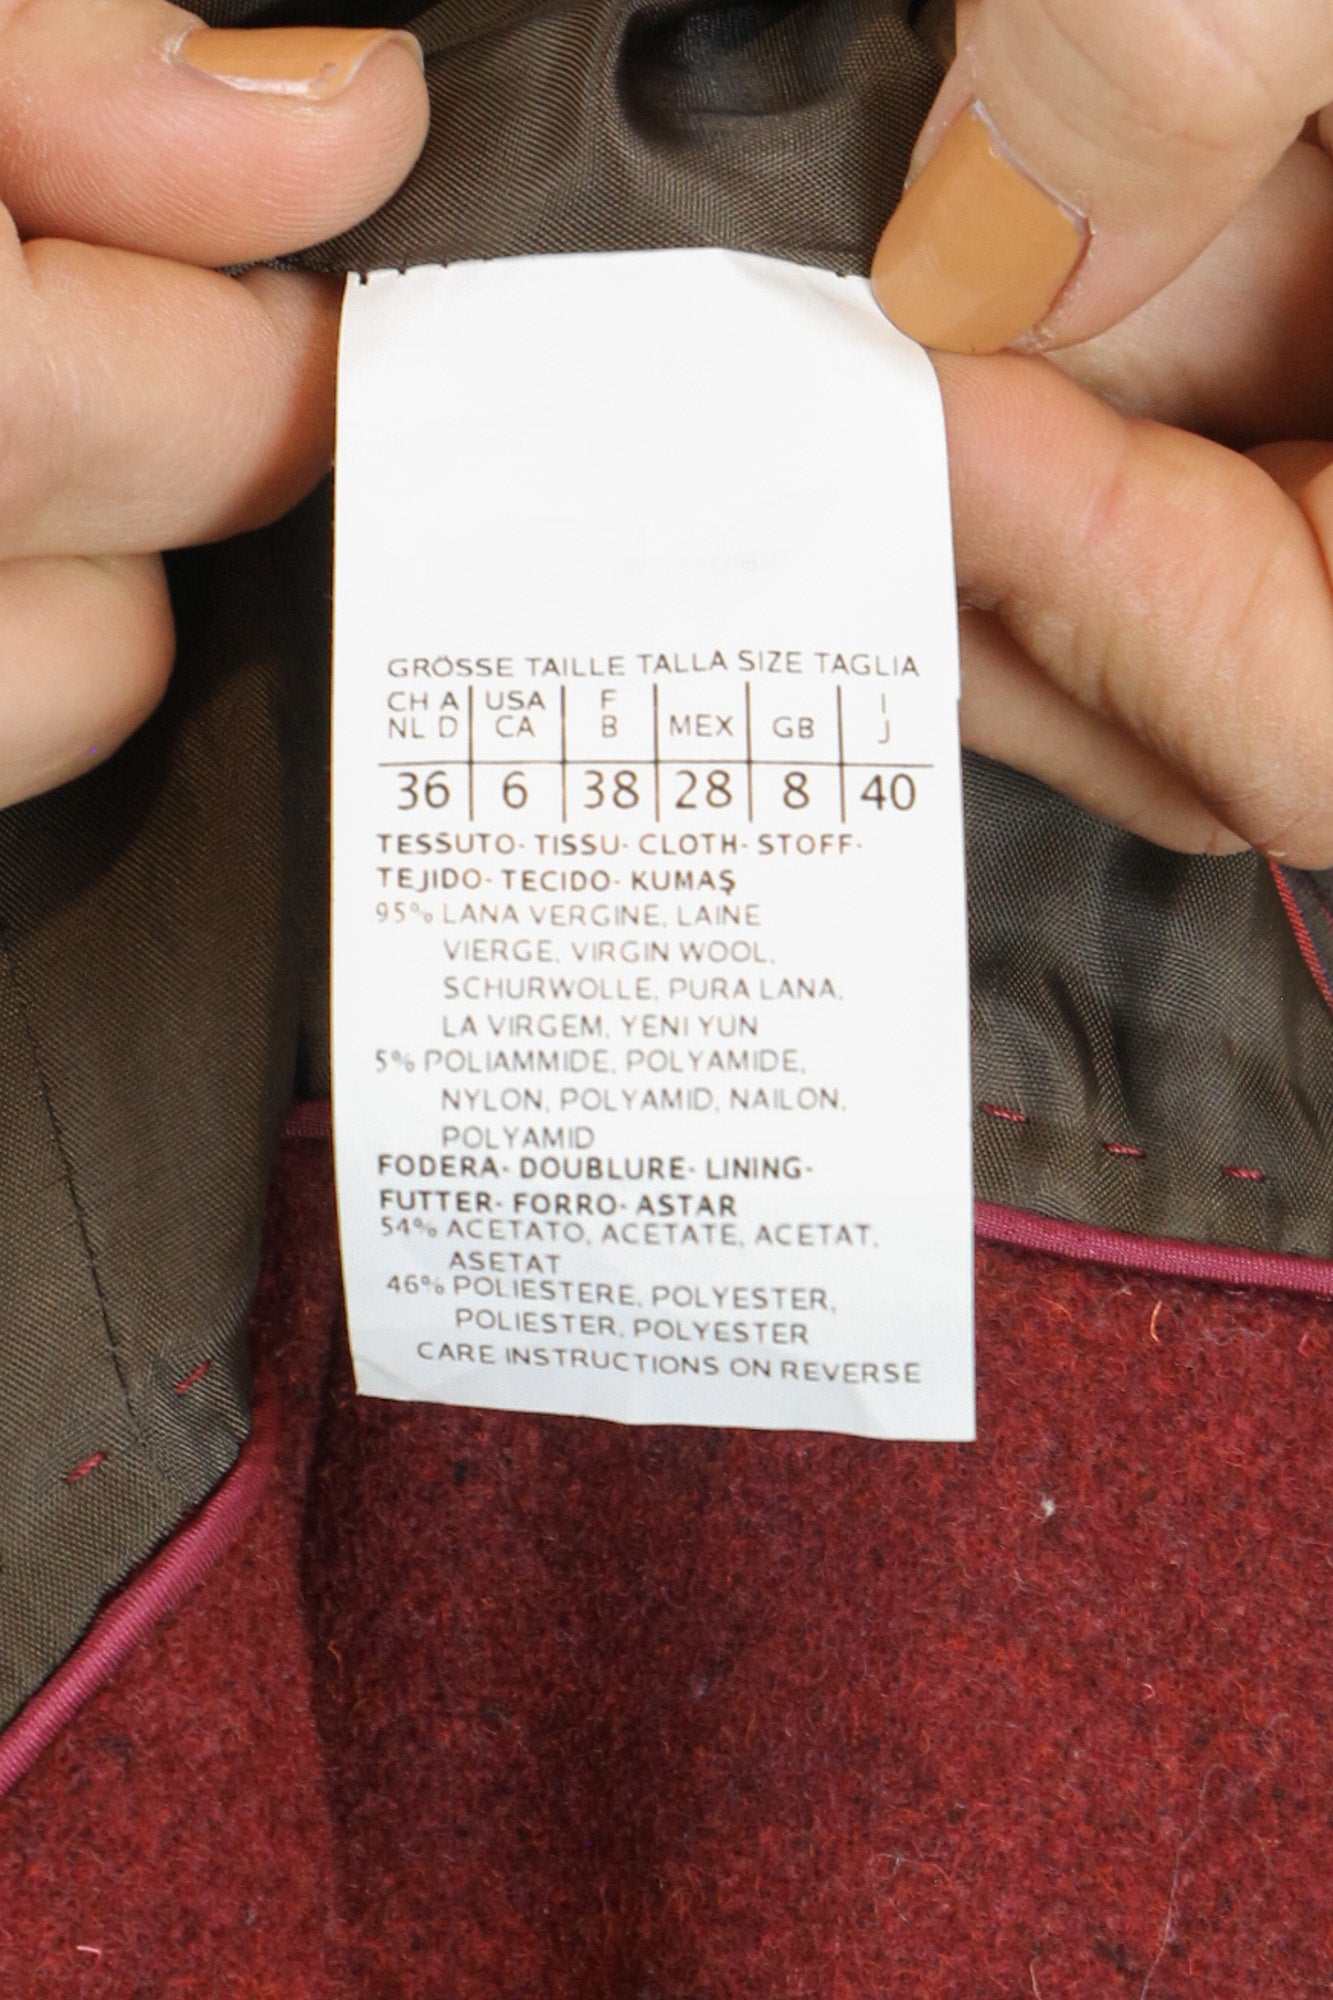 GRÖSSE TAILLE TALLA SIZE TAGLIA
CH A USA F I
NL D CA B MEX GB J
36 6 38 28 8 40
TESSUTO- TISSU- CLOTH- STOFF-
TEJIDO- TECIDO- KUMAŞ
95% LANA VERGINE, LAINE
VIERGE, VIRGIN WOOL,
SCHURWOLLE, PURA LANA,
LA VIRGEM, YENI YUN
5% POLIAMMIDE, POLYAMIDE,
NYLON, POLYAMID, NAILON,
POLYAMID
FODERA- DOUBLURE- LINING-
FUTTER- FORRO- ASTAR
54% ACETATO, ACETATE, ACETAT,
ASETAT
46% POLIESTERE, POLYESTER,
POLIESTER, POLYESTER
CARE INSTRUCTIONS ON REVERSE